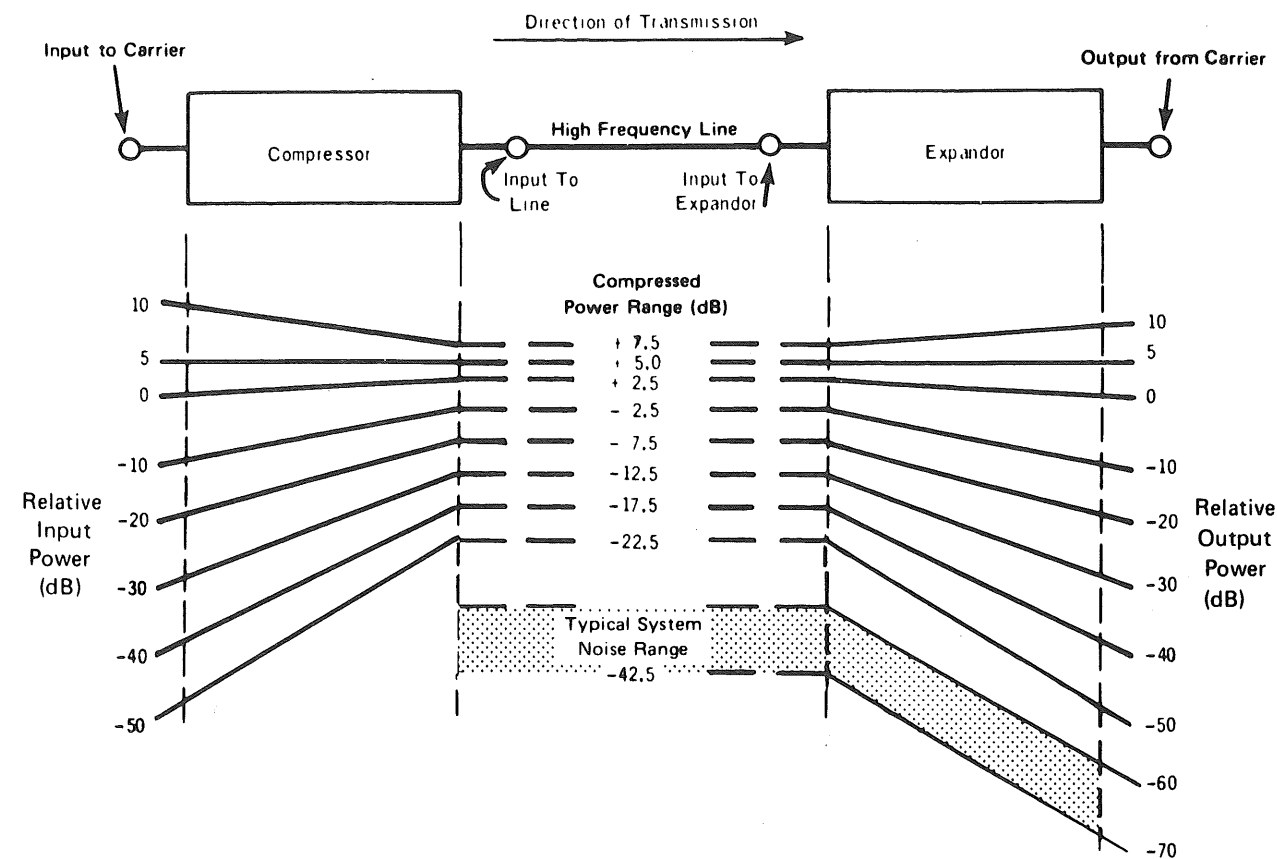 Direction of Transmission
Input to Carrier
Output from Carrier
Compressor
High Frequency Line
Expandor
Input To
Line
Input To
Expandor
Compressed
Power Range (dB)
10
5
0
-10
-20
-30
-40
-50
Relative
Input
Power
(dB)
+ 7.5
+ 5.0
+ 2.5
- 2.5
- 7.5
-12.5
-17.5
-22.5
Typical System
Noise Range
-42.5
10
5
0
-10
-20
-30
-40
-50
-60
-70
Relative
Output
Power
(dB)